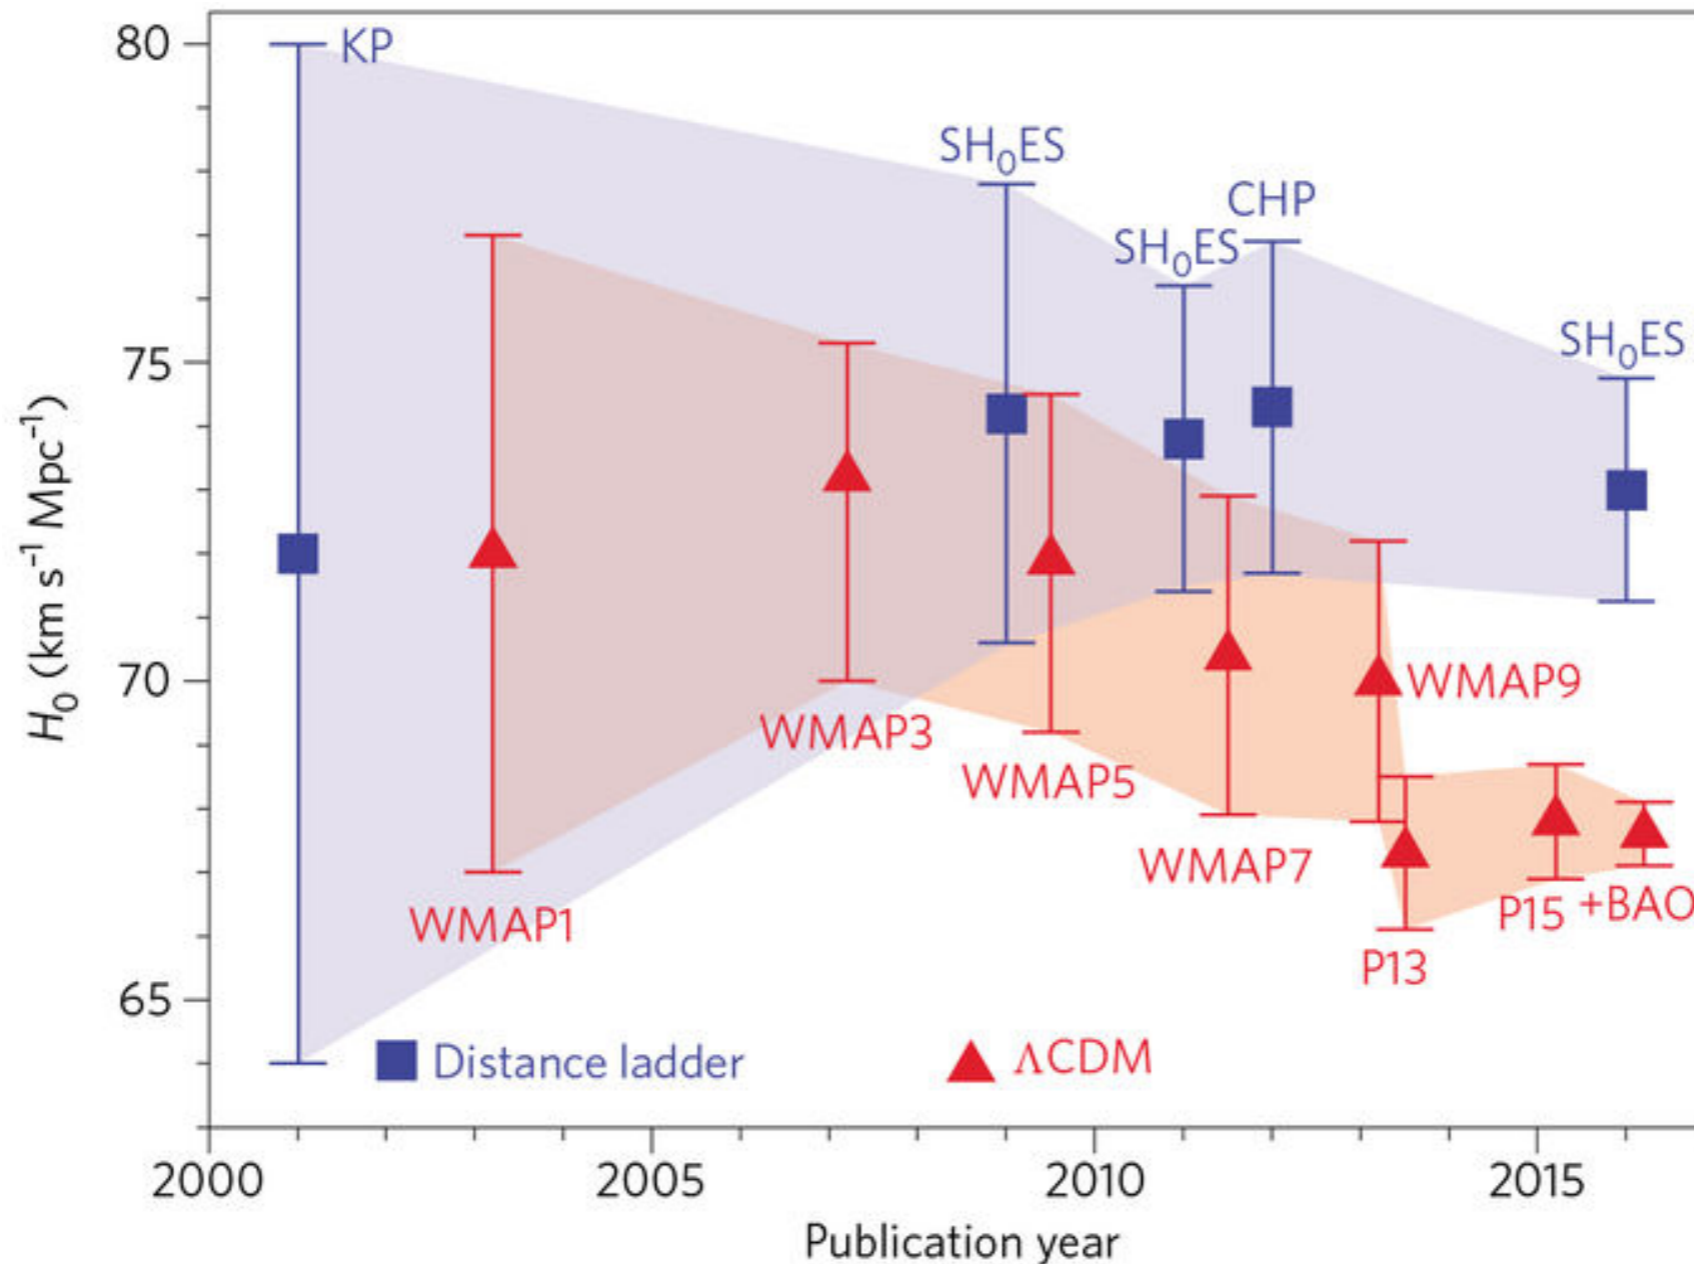 80
KP
SH₀ES
CHP
SH₀ES
SH₀ES
75
H₀ (km s⁻¹ Mpc⁻¹)
70
WMAP9
WMAP3
WMAP5
WMAP7
P15 +BAO
WMAP1
P13
65
Distance ladder
ΛCDM
2000
2005
2010
2015
Publication year